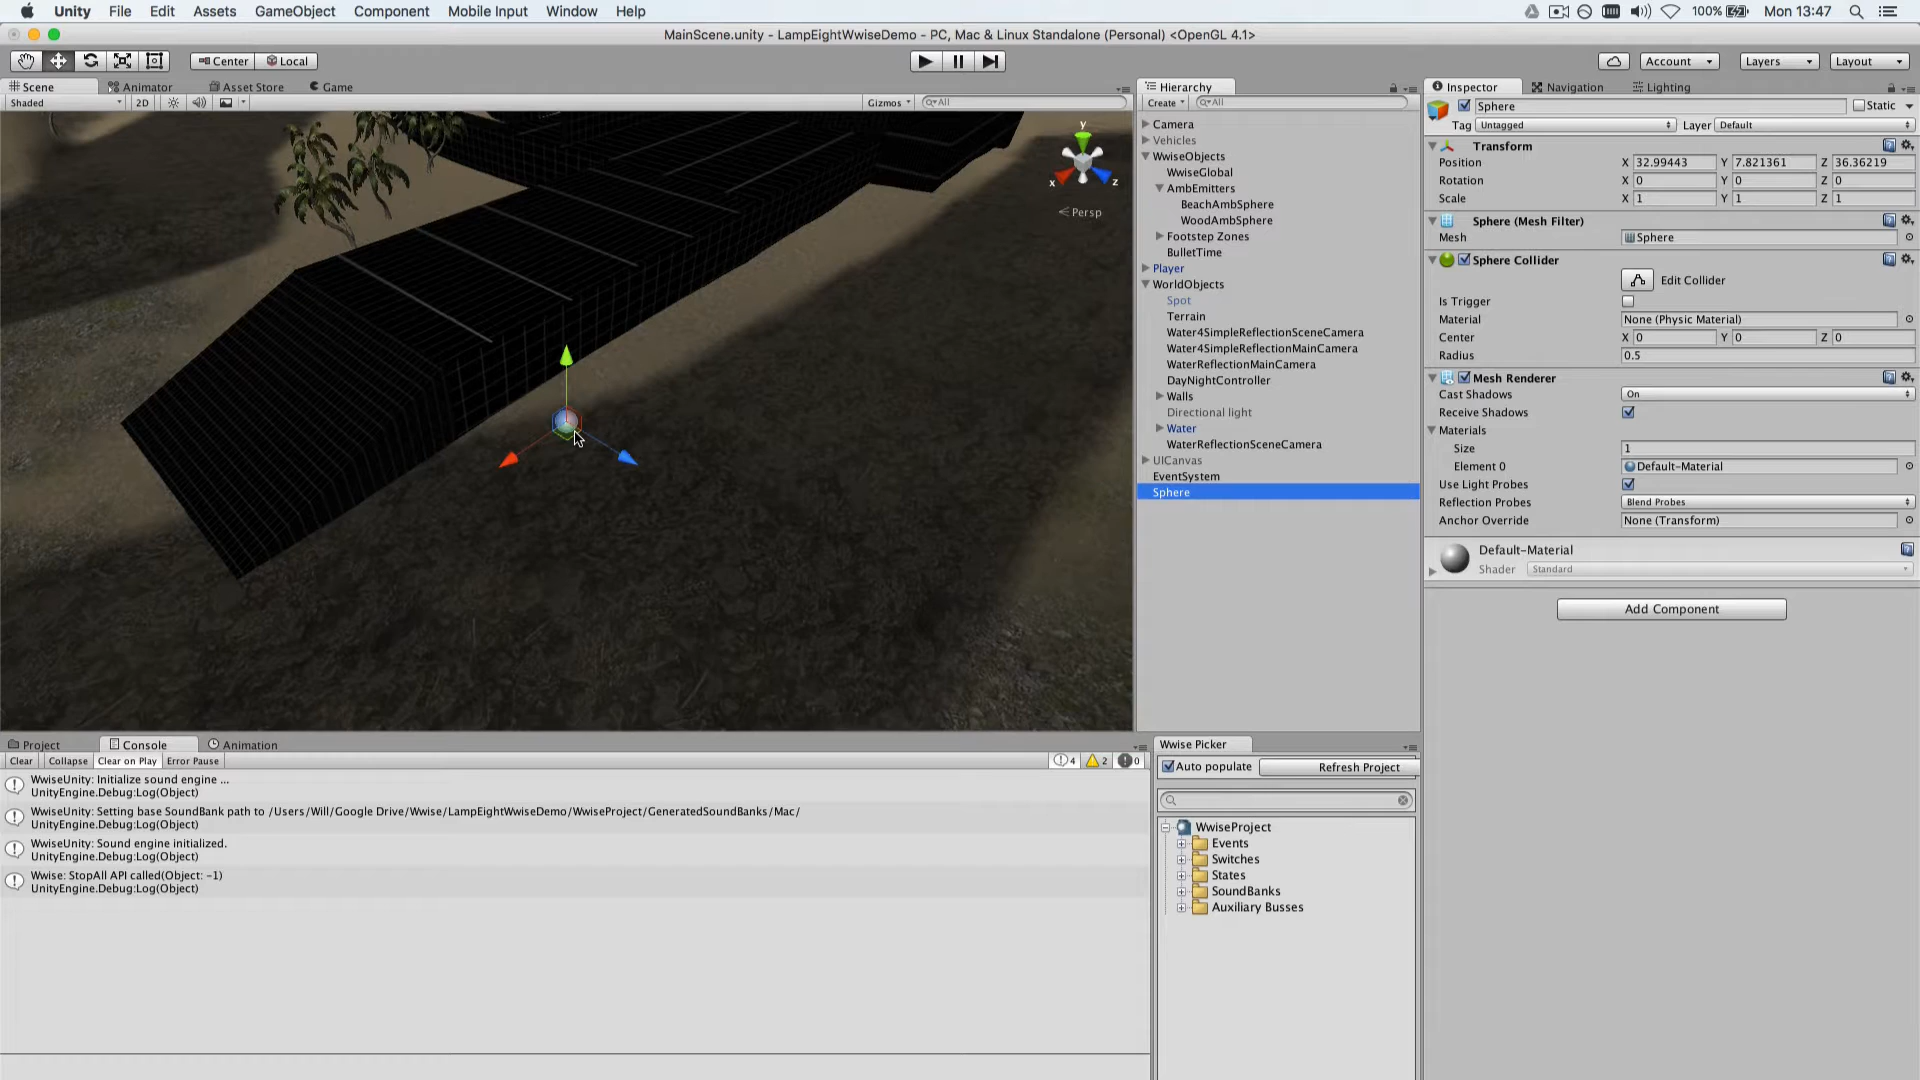 Unity File Edit Assets GameObject Component Mobile Input Window Help 100% Mon 13:47
MainScene.unity - LampEightWwiseDemo - PC, Mac & Linux Standalone (Personal) <OpenGL 4.1>
Center Local Account Layers Layout
Scene Animator Asset Store Game
Shaded 2D Gizmos All
y
x
z
Persp
Hierarchy
Create All
Camera
Vehicles
WwiseObjects
WwiseGlobal
AmbEmitters
BeachAmbSphere
WoodAmbSphere
Footstep Zones
BulletTime
Player
WorldObjects
Spot
Terrain
Water4SimpleReflectionSceneCamera
Water4SimpleReflectionMainCamera
WaterReflectionMainCamera
DayNightController
Walls
Directional light
Water
WaterReflectionSceneCamera
UICanvas
EventSystem
Sphere
Inspector Navigation Lighting
Sphere Static
Tag Untagged Layer Default
Transform
Position X 32.99443 Y 7.821361 Z 36.36219
Rotation X 0 Y 0 Z 0
Scale X 1 Y 1 Z 1
Sphere (Mesh Filter)
Mesh Sphere
Sphere Collider
Edit Collider
Is Trigger
Material None (Physic Material)
Center X 0 Y 0 Z 0
Radius 0.5
Mesh Renderer
Cast Shadows On
Receive Shadows
Materials
Size 1
Element 0 Default-Material
Use Light Probes
Reflection Probes Blend Probes
Anchor Override None (Transform)
Default-Material
Shader Standard
Add Component
Project Console Animation
Clear Collapse Clear on Play Error Pause 4 2 0
WwiseUnity: Initialize sound engine ...
UnityEngine.Debug:Log(Object)
WwiseUnity: Setting base SoundBank path to /Users/Will/Google Drive/Wwise/LampEightWwiseDemo/WwiseProject/GeneratedSoundBanks/Mac/
UnityEngine.Debug:Log(Object)
WwiseUnity: Sound engine initialized.
UnityEngine.Debug:Log(Object)
Wwise: StopAll API called(Object: -1)
UnityEngine.Debug:Log(Object)
Wwise Picker
Auto populate Refresh Project
WwiseProject
Events
Switches
States
SoundBanks
Auxiliary Busses